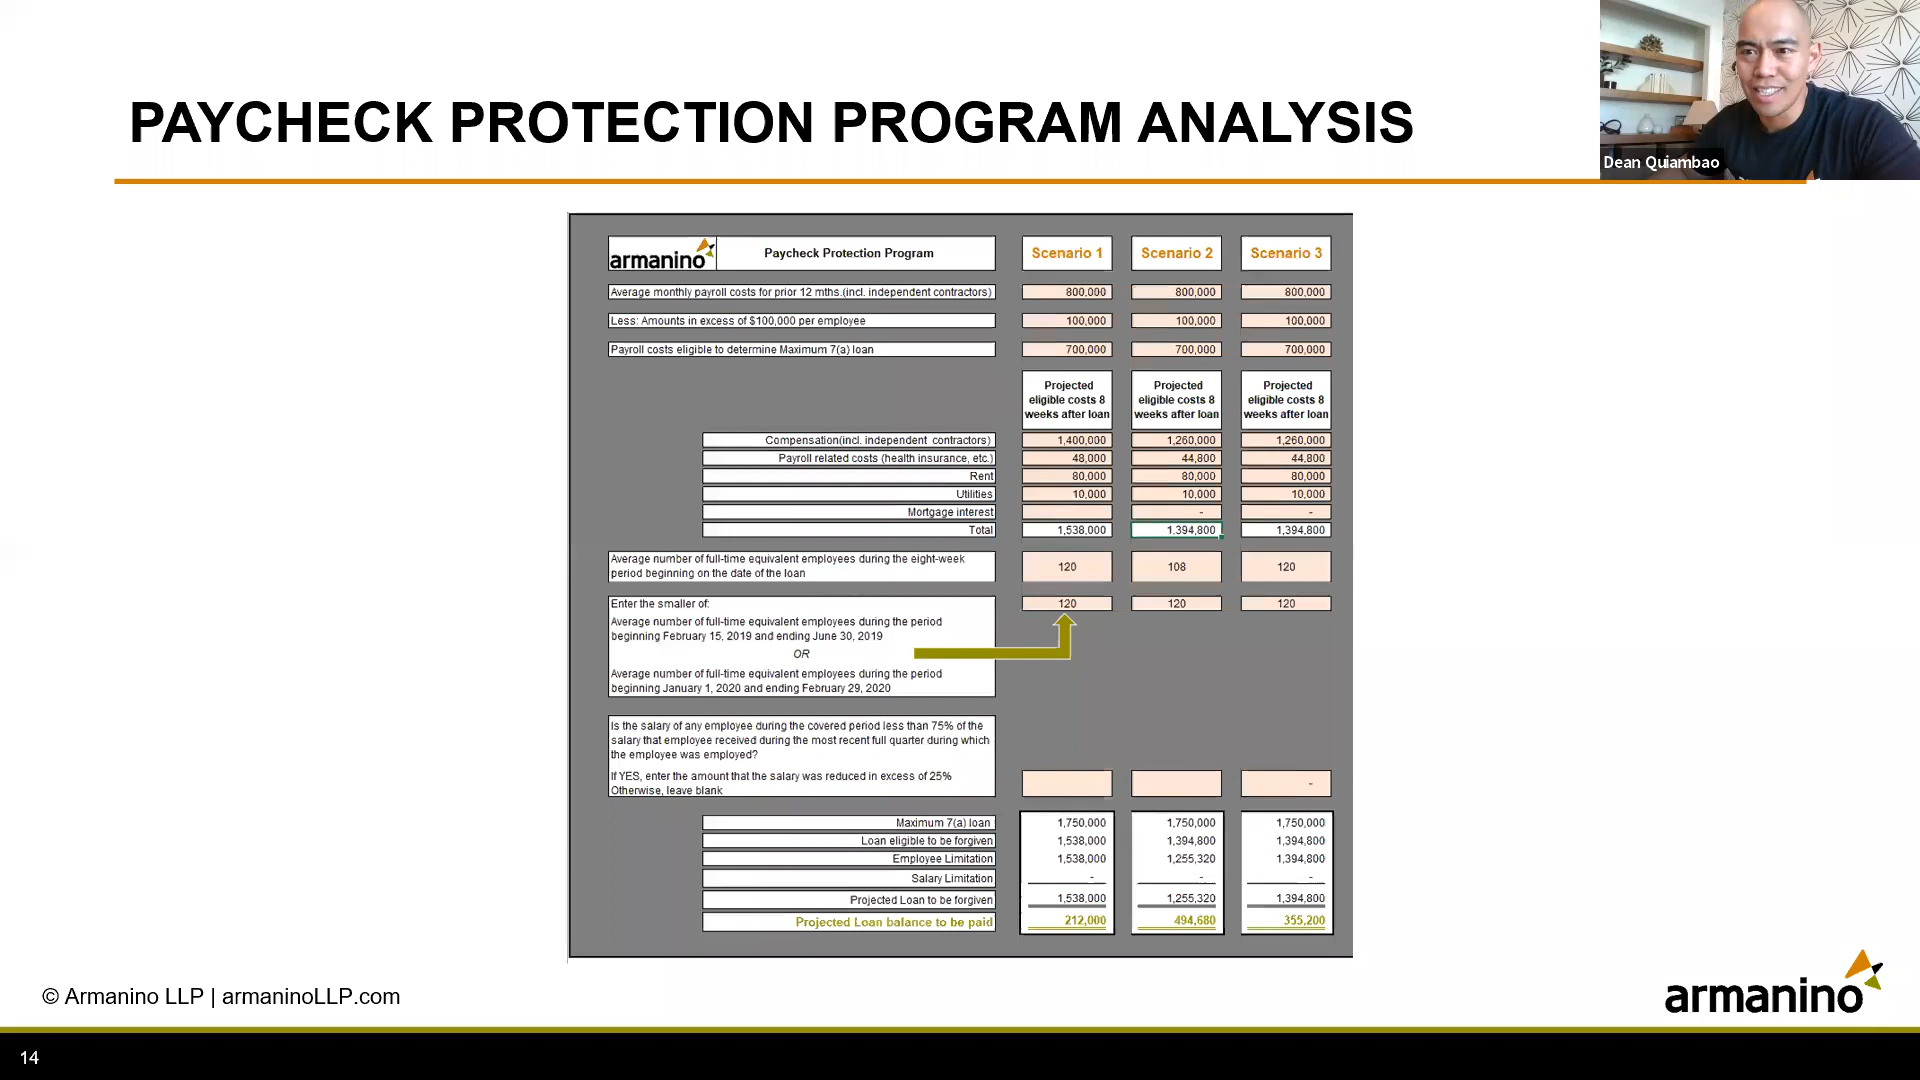 PAYCHECK PROTECTION PROGRAM ANALYSIS
Dean Quiambao
armanino
Paycheck Protection Program
Scenario 1
Scenario 2
Scenario 3
Average monthly payroll costs for prior 12 mths.(incl. independent contractors)
800,000
800,000
800,000
Less: Amounts in excess of $100,000 per employee
100,000
100,000
100,000
Payroll costs eligible to determine Maximum 7(a) loan
700,000
700,000
700,000
Projected
eligible costs 8
weeks after loan
Projected
eligible costs 8
weeks after loan
Projected
eligible costs 8
weeks after loan
Compensation(incl. independent contractors)
1,400,000
1,260,000
1,260,000
Payroll related costs (health insurance, etc.)
48,000
44,800
44,800
Rent
80,000
80,000
80,000
Utilities
10,000
10,000
10,000
Mortgage interest
-
-
Total
1,538,000
1,394,800
1,394,800
Average number of full-time equivalent employees during the eight-week
period beginning on the date of the loan
120
108
120
Enter the smaller of:
120
120
120
Average number of full-time equivalent employees during the period
beginning February 15, 2019 and ending June 30, 2019
OR
Average number of full-time equivalent employees during the period
beginning January 1, 2020 and ending February 29, 2020
Is the salary of any employee during the covered period less than 75% of the
salary that employee received during the most recent full quarter during which
the employee was employed?
If YES, enter the amount that the salary was reduced in excess of 25%
Otherwise, leave blank
-
Maximum 7(a) loan
1,750,000
1,750,000
1,750,000
Loan eligible to be forgiven
1,538,000
1,394,800
1,394,800
Employee Limitation
1,538,000
1,255,320
1,394,800
Salary Limitation
-
-
-
Projected Loan to be forgiven
1,538,000
1,255,320
1,394,800
Projected Loan balance to be paid
212,000
494,680
355,200
© Armanino LLP | armaninoLLP.com
armanino
14